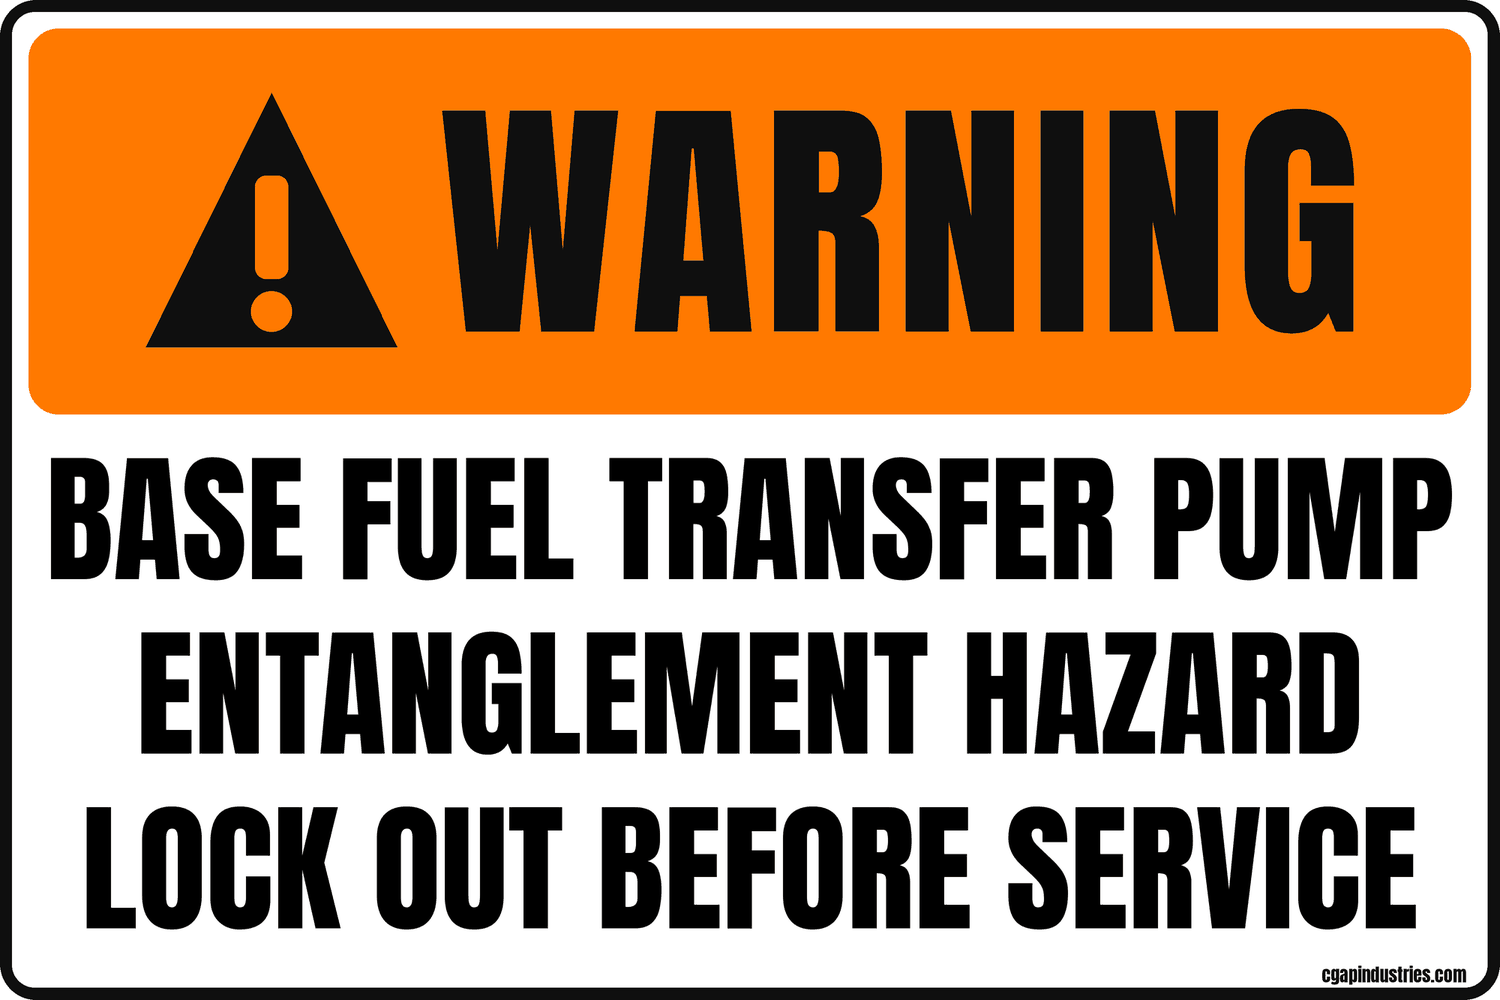 WARNING
BASE FUEL TRANSFER PUMP
ENTANGLEMENT HAZARD
LOCK OUT BEFORE SERVICE
cgapindustries.com